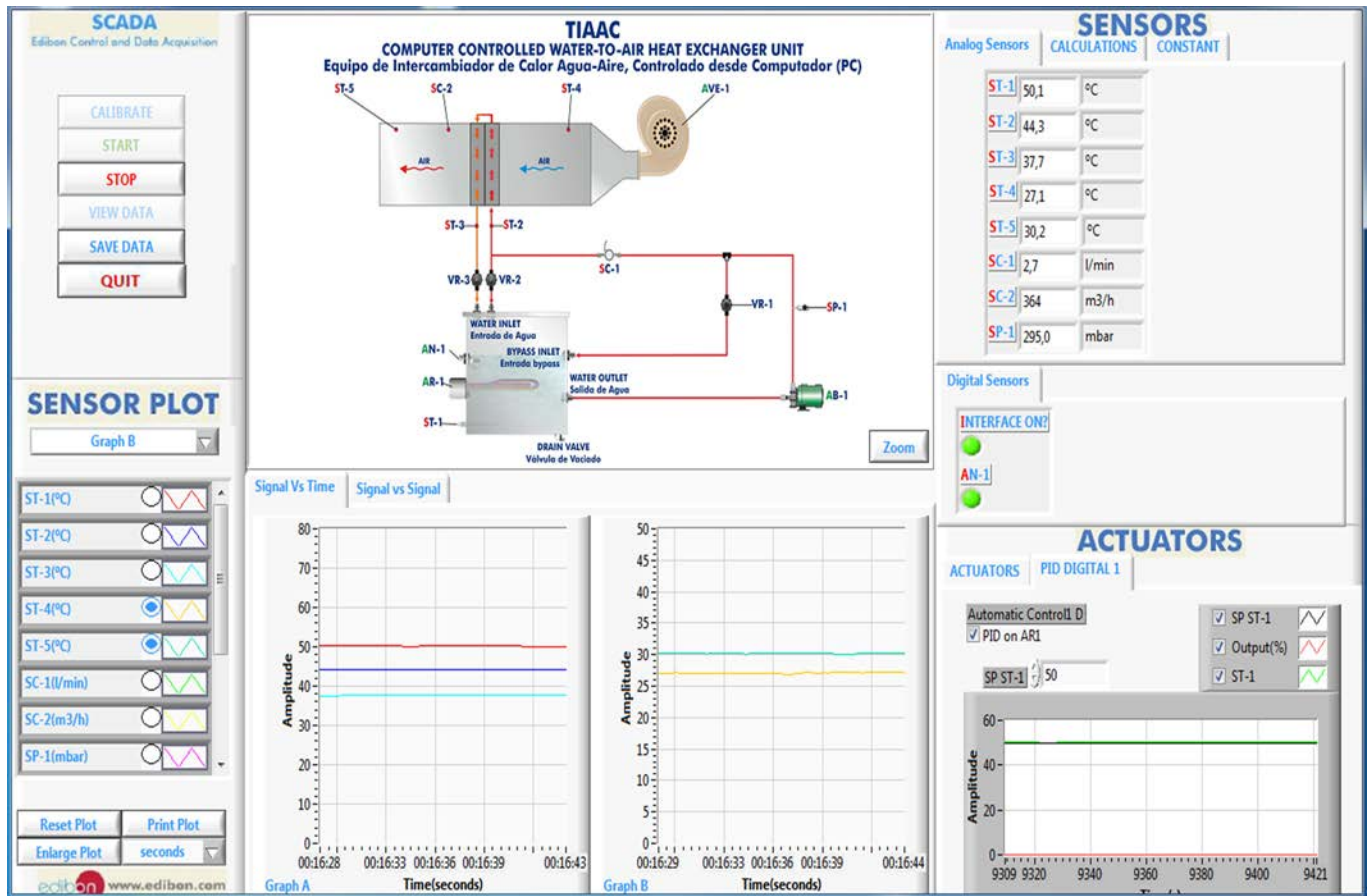 SCADA
Edibon Control and Data Acquisition
CALIBRATE
START
STOP
VIEW DATA
SAVE DATA
QUIT
SENSOR PLOT
Graph B
ST-1(ºC)
ST-2(ºC)
ST-3(ºC)
ST-4(ºC)
ST-5(ºC)
SC-1(l/min)
SC-2(m3/h)
SP-1(mbar)
Reset Plot
Print Plot
Enlarge Plot
seconds
edibon www.edibon.com
TIAAC
COMPUTER CONTROLLED WATER-TO-AIR HEAT EXCHANGER UNIT
Equipo de Intercambiador de Calor Agua-Aire, Controlado desde Computador (PC)
ST-5
SC-2
ST-4
AVE-1
AIR
AIR
ST-3
ST-2
SC-1
VR-3
VR-2
VR-1
SP-1
WATER INLET
Entrada de Agua
AN-1
BYPASS INLET
Entrada bypass
AR-1
WATER OUTLET
Salida de Agua
AB-1
ST-1
DRAIN VALVE
Válvula de Vaciado
Zoom
Signal Vs Time
Signal vs Signal
80
70
60
50
40
30
20
10
0
Amplitude
00:16:28 00:16:33 00:16:36 00:16:39 00:16:43
Graph A
Time(seconds)
50
45
40
35
30
25
20
15
10
5
0
Amplitude
00:16:29 00:16:33 00:16:36 00:16:39 00:16:44
Graph B
Time(seconds)
SENSORS
Analog Sensors
CALCULATIONS
CONSTANT
ST-1 50,1 ºC
ST-2 44,3 ºC
ST-3 37,7 ºC
ST-4 27,1 ºC
ST-5 30,2 ºC
SC-1 2,7 l/min
SC-2 364 m3/h
SP-1 295,0 mbar
Digital Sensors
INTERFACE ON?
AN-1
ACTUATORS
ACTUATORS
PID DIGITAL 1
Automatic Control1 D
PID on AR1
SP ST-1 50
SP ST-1
Output(%)
ST-1
60
40
20
0
Amplitude
9309 9320 9340 9360 9380 9400 9421